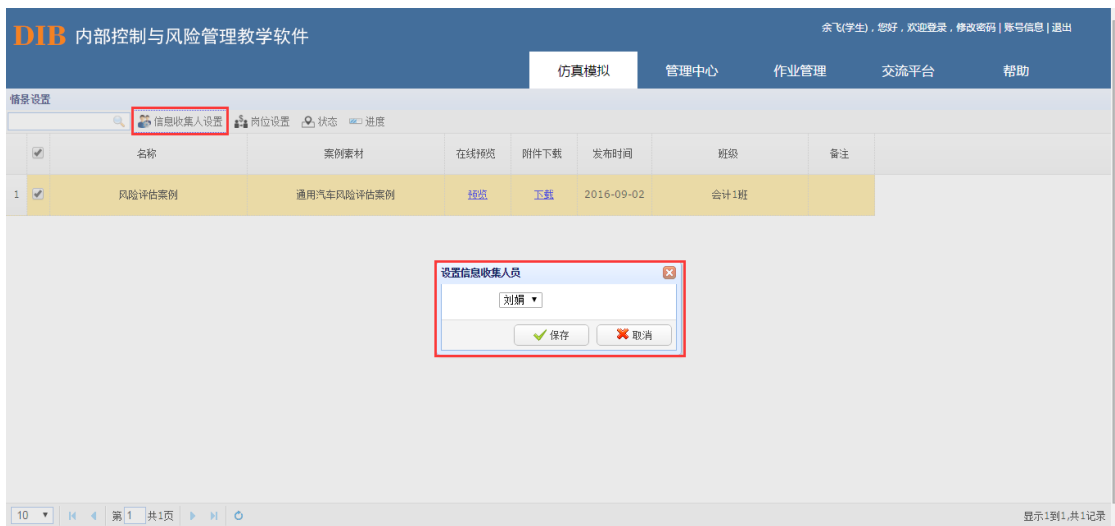 DIB 内部控制与风险管理教学软件
余飞(学生),您好,欢迎登录,修改密码|账号信息|退出
仿真模拟 管理中心 作业管理 交流平台 帮助
情景设置
信息收集人设置 岗位设置 状态 进度
名称 案例素材 在线预览 附件下载 发布时间 班级 备注
1 风险评估案例 通用汽车风险评估案例 预览 下载 2016-09-02 会计1班
设置信息收集人员
刘娟
保存 取消
10 第 1 共1页 显示1到1,共1记录